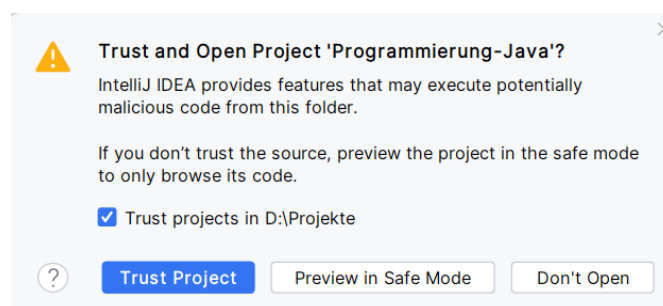 Trust and Open Project 'Programmierung-Java'?
IntelliJ IDEA provides features that may execute potentially
malicious code from this folder.
If you don't trust the source, preview the project in the safe mode
to only browse its code.
Trust projects in D:\Projekte
? Trust Project Preview in Safe Mode Don't Open